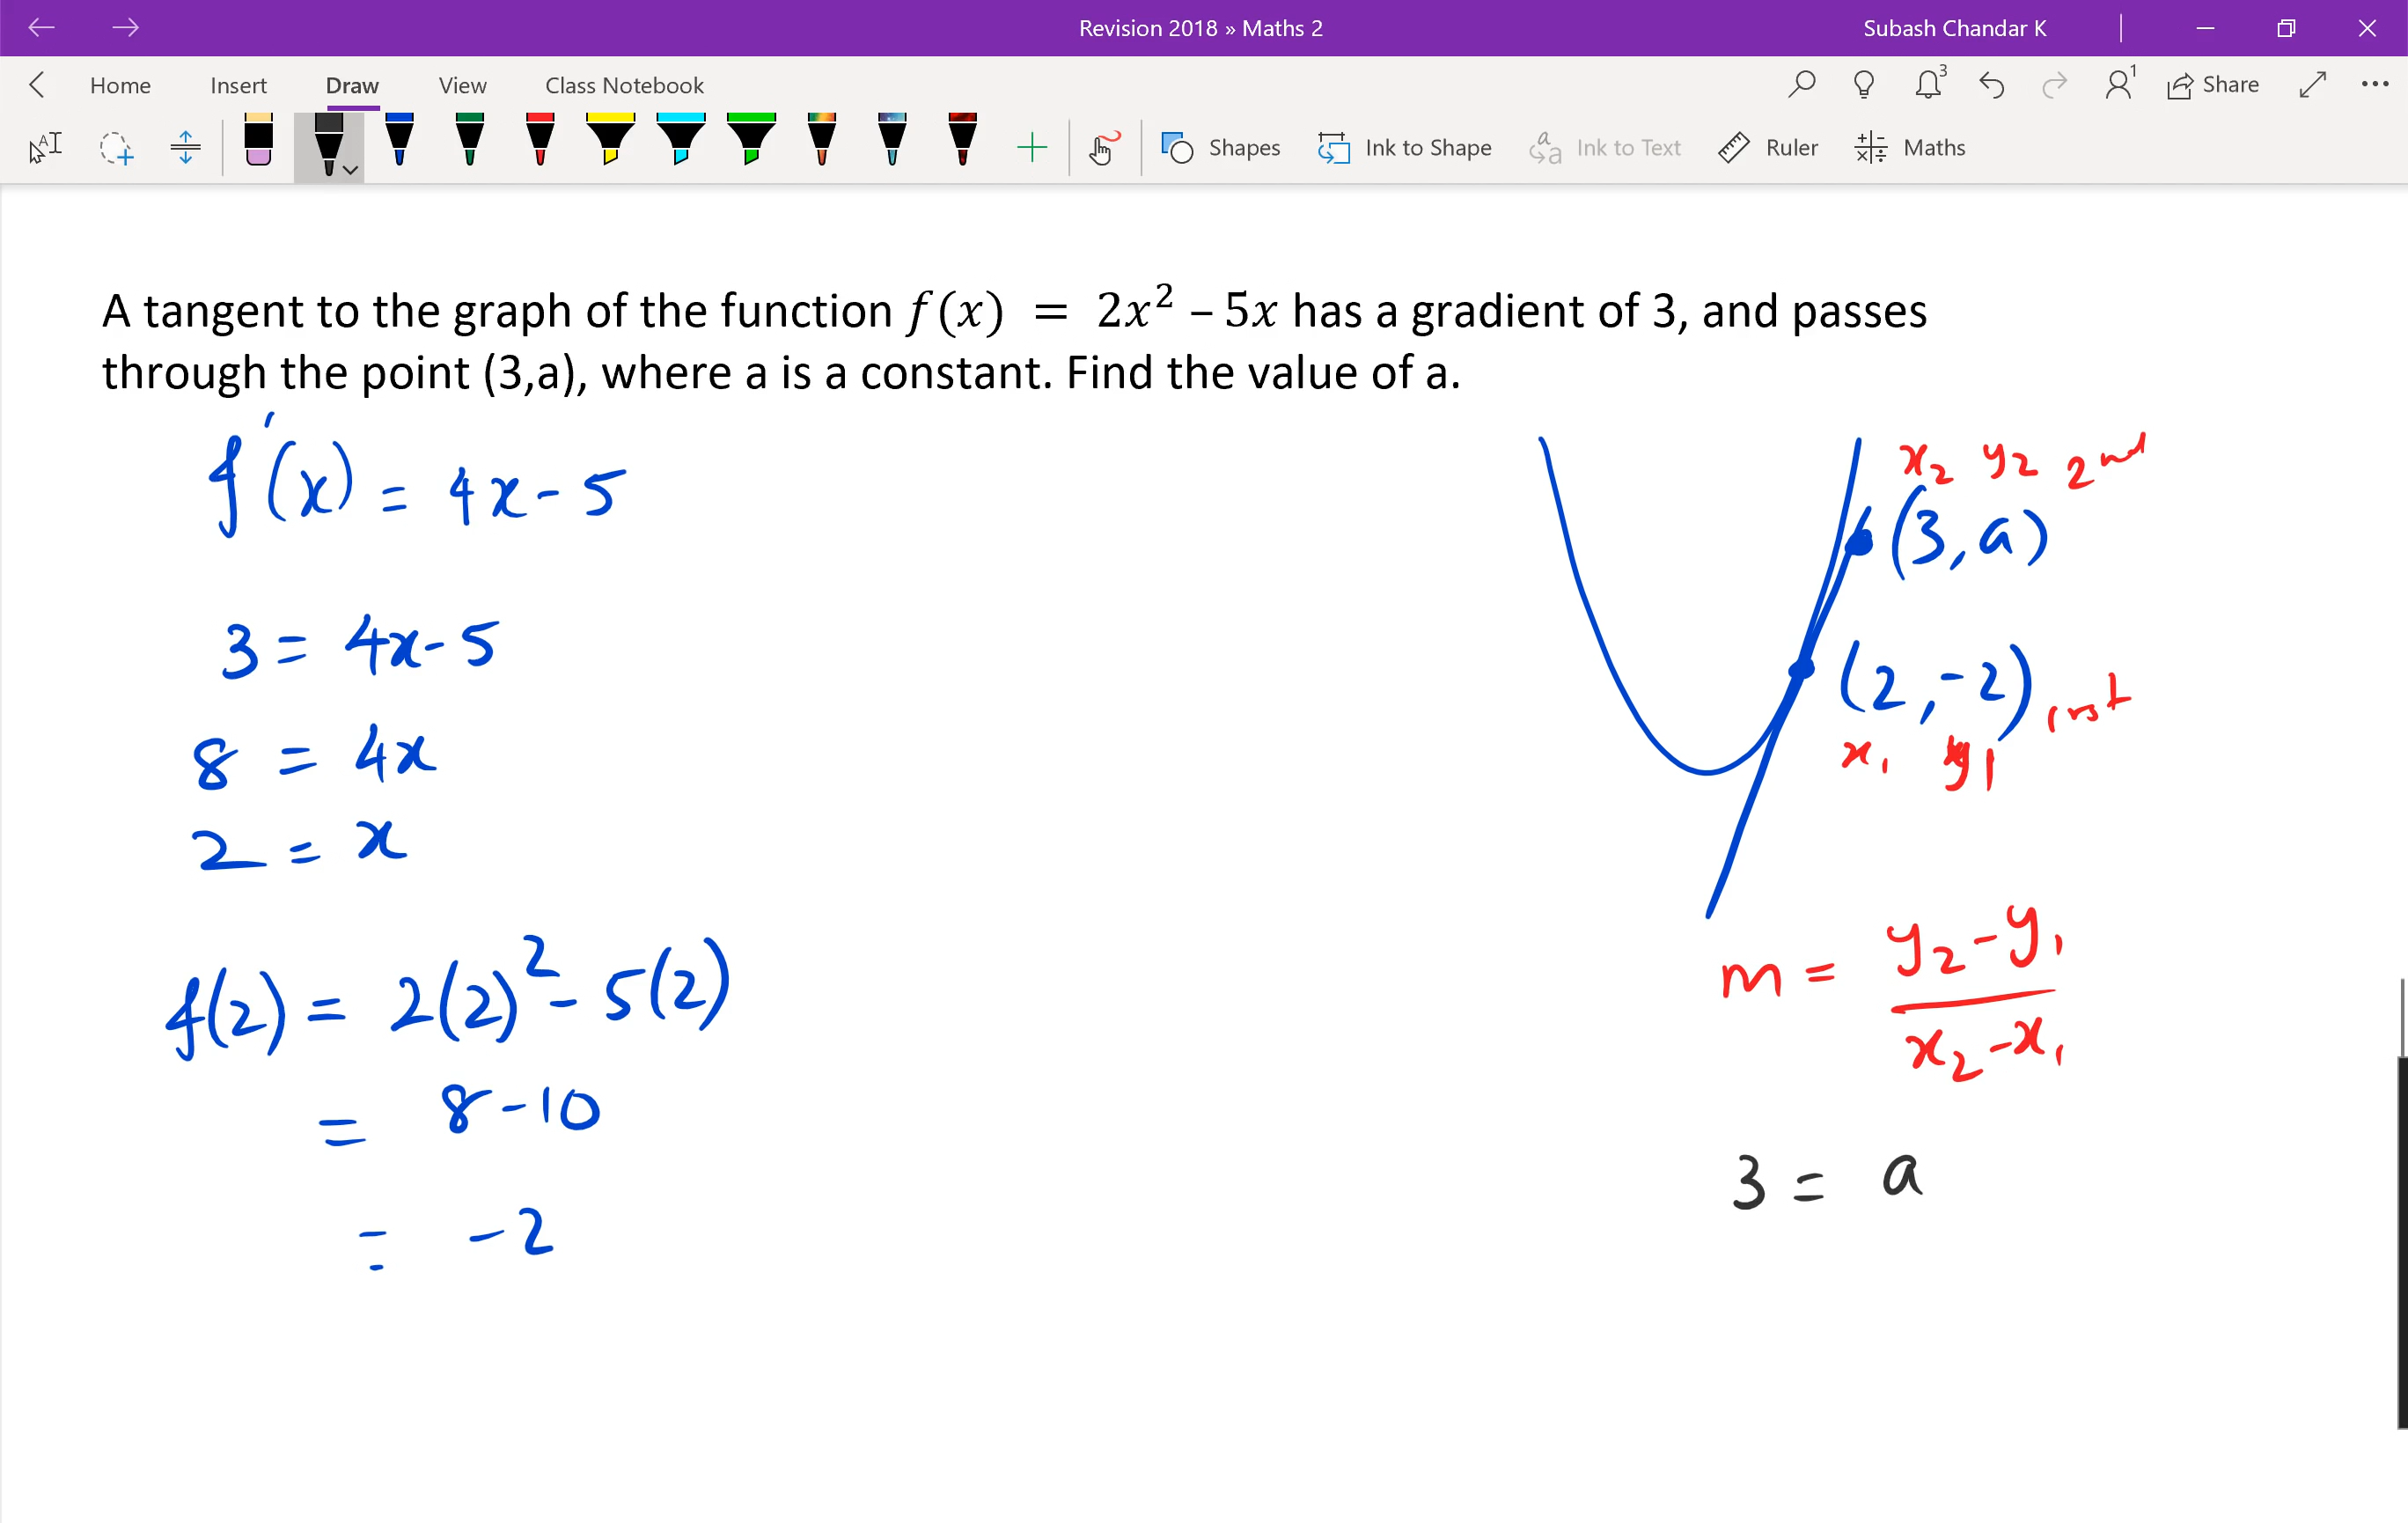 Revision 2018 » Maths 2
Subash Chandar K
Home Insert Draw View Class Notebook
3
1
Share
Shapes Ink to Shape Ink to Text Ruler Maths
A tangent to the graph of the function f(x) = 2x² – 5x has a gradient of 3, and passes
through the point (3,a), where a is a constant. Find the value of a.
f'(x) = 4x - 5
3 = 4x - 5
8 = 4x
2 = x
f(2) = 2(2)² - 5(2)
= 8 - 10
= -2
x₂ y₂ 2nd
(3, a)
(2, -2) 1rst
x₁ y₁
m = y₂ - y₁
x₂ - x₁
3 = a